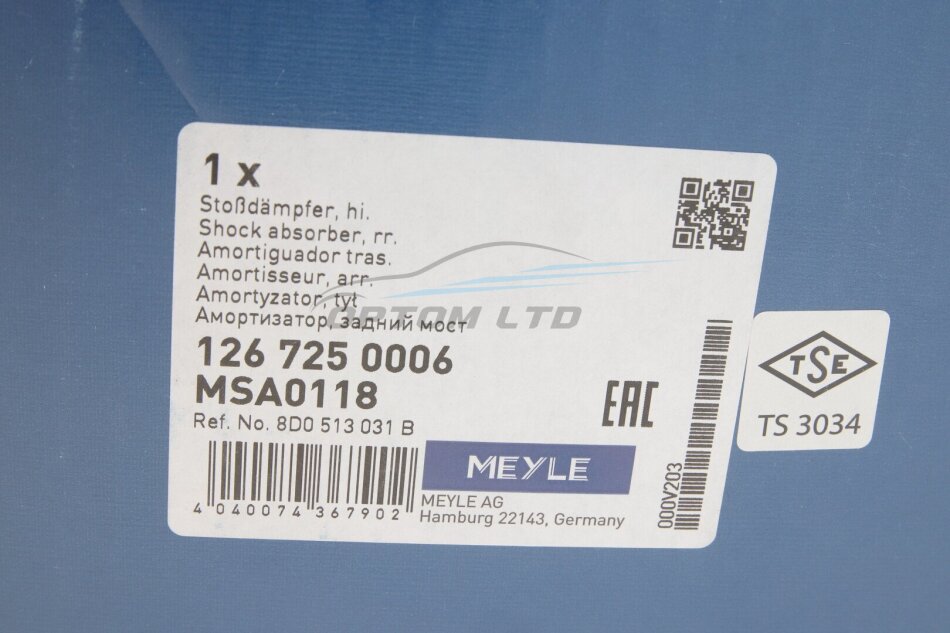 1 x
Stoßdämpfer, hi.
Shock absorber, rr.
Amortiguador tras.
Amortisseur, arr.
Amortyzator, tył
Амортизатор, задний мост
OPTOM LTD
126 725 0006
MSA0118
Ref. No. 8D0 513 031 B
EAC
MEYLE
MEYLE AG
Hamburg 22143, Germany
4 040074 367902
000V203
TSE
TS 3034